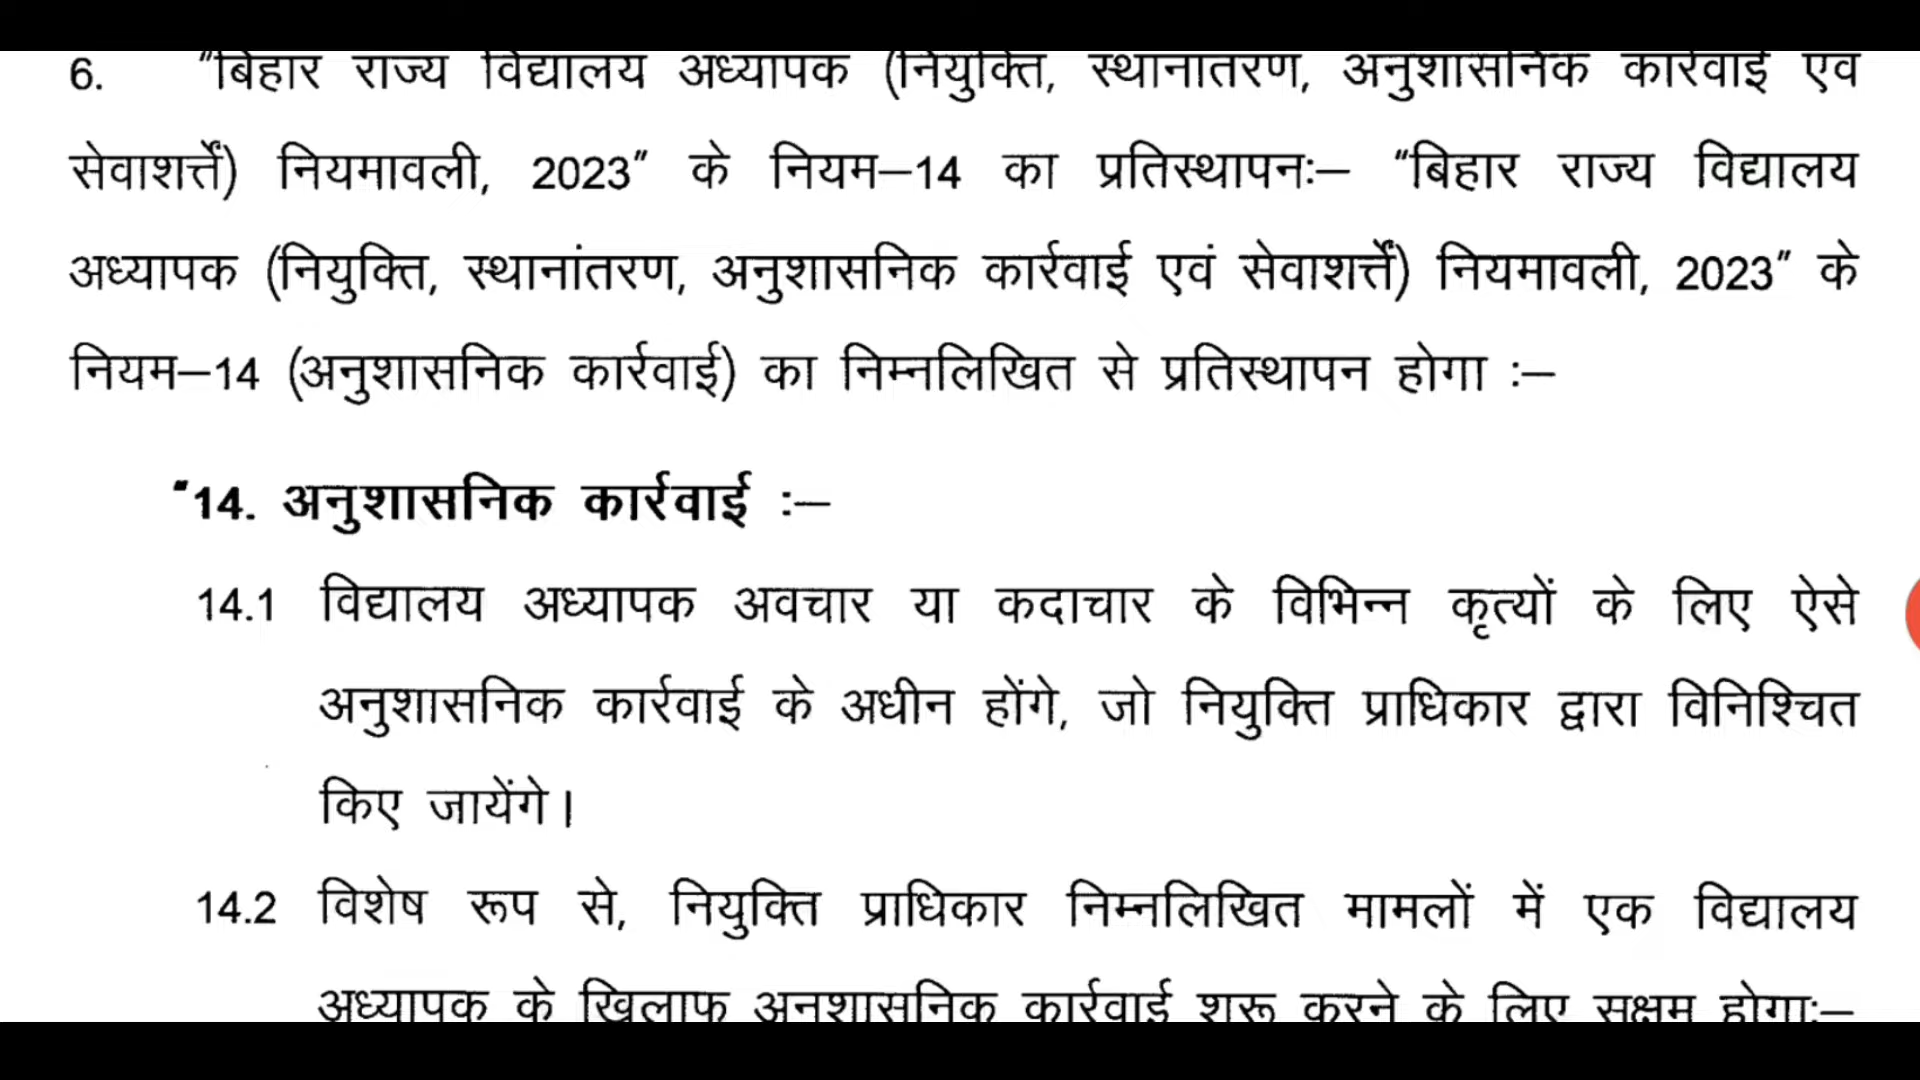 6. "बिहार राज्य विद्यालय अध्यापक (नियुक्ति, स्थानांतरण, अनुशासनिक कार्रवाई एवं
सेवाशर्त्तें) नियमावली, 2023" के नियम–14 का प्रतिस्थापनः– "बिहार राज्य विद्यालय
अध्यापक (नियुक्ति, स्थानांतरण, अनुशासनिक कार्रवाई एवं सेवाशर्त्तें) नियमावली, 2023" के
नियम–14 (अनुशासनिक कार्रवाई) का निम्नलिखित से प्रतिस्थापन होगा :–
"14. अनुशासनिक कार्रवाई :–
14.1 विद्यालय अध्यापक अवचार या कदाचार के विभिन्न कृत्यों के लिए ऐसे
अनुशासनिक कार्रवाई के अधीन होंगे, जो नियुक्ति प्राधिकार द्वारा विनिश्चित
किए जायेंगे।
14.2 विशेष रूप से, नियुक्ति प्राधिकार निम्नलिखित मामलों में एक विद्यालय
अध्यापक के खिलाफ अनुशासनिक कार्रवाई शुरू करने के लिए सक्षम होगाः–